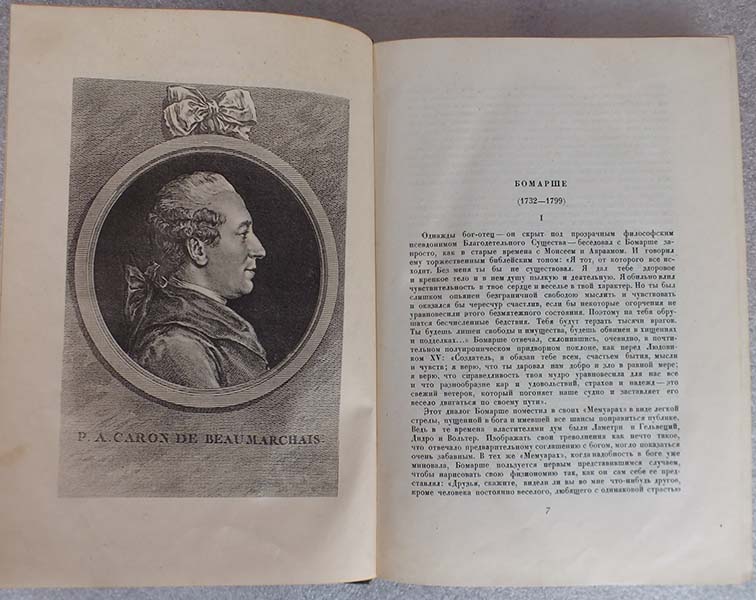 P. A. CARON DE BEAUMARCHAIS.
БОМАРШЕ
(1732—1799)
I
Однажды бог-отец — он скрыт под прозрачным философским
псевдонимом Благодетельного Существа — беседовал с Бомарше за-
просто, как в старые времена с Моисеем и Авраамом. И говорил
ему торжественным библейским тоном: «Я тот, от которого все ис-
ходит. Без меня ты бы не существовал. Я дал тебе здоровое
и крепкое тело и в нем душу пылкую и деятельную. Я обильно влил
чувствительность в твое сердце и веселье в твой характер. Но ты был
слишком опьянен безграничной свободою мыслить и чувствовать
и оказался бы чересчур счастлив, если бы некоторые огорчения не
уравновесили этого безмятежного состояния. Поэтому на тебя обру-
шатся бесчисленные бедствия. Тебя будут терзать тысячи врагов.
Ты будешь лишен свободы и имущества, будешь обвинен в хищениях
и подделках...» Бомарше отвечал, склонившись, очевидно, в почти-
тельном полуироническом придворном поклоне, как перед Людови-
ком XV: «Создатель, я обязан тебе всем, счастьем бытия, мысли
и чувств; я верю, что ты даровал нам добро и зло в равной мере;
я верю, что справедливость твоя мудро уравновесила для нас все
и что разнообразие кар и удовольствий, страхов и надежд — это
свежий ветерок, который погоняет наше судно и заставляет его
весело двигаться по своему пути».
Этот диалог Бомарше поместил в своих «Мемуарах» в виде легкой
стрелы, пущенной в бога и имевшей все шансы понравиться публике.
Ведь в те времена властителями дум были Ламетри и Гельвеций,
Дидро и Вольтер. Изображать свои треволнения как нечто такое,
что отвечало предварительному соглашению с богом, могло показаться
очень забавным. В тех же «Мемуарах», когда надобность в боге уже
миновала, Бомарше пользуется первым представившимся случаем,
чтобы нарисовать свою физиономию так, как он сам себе ее пред-
ставлял: «Друзья, скажите, видели ли вы во мне что-нибудь другое,
кроме человека постоянно веселого, любящего с одинаковой страстью
7